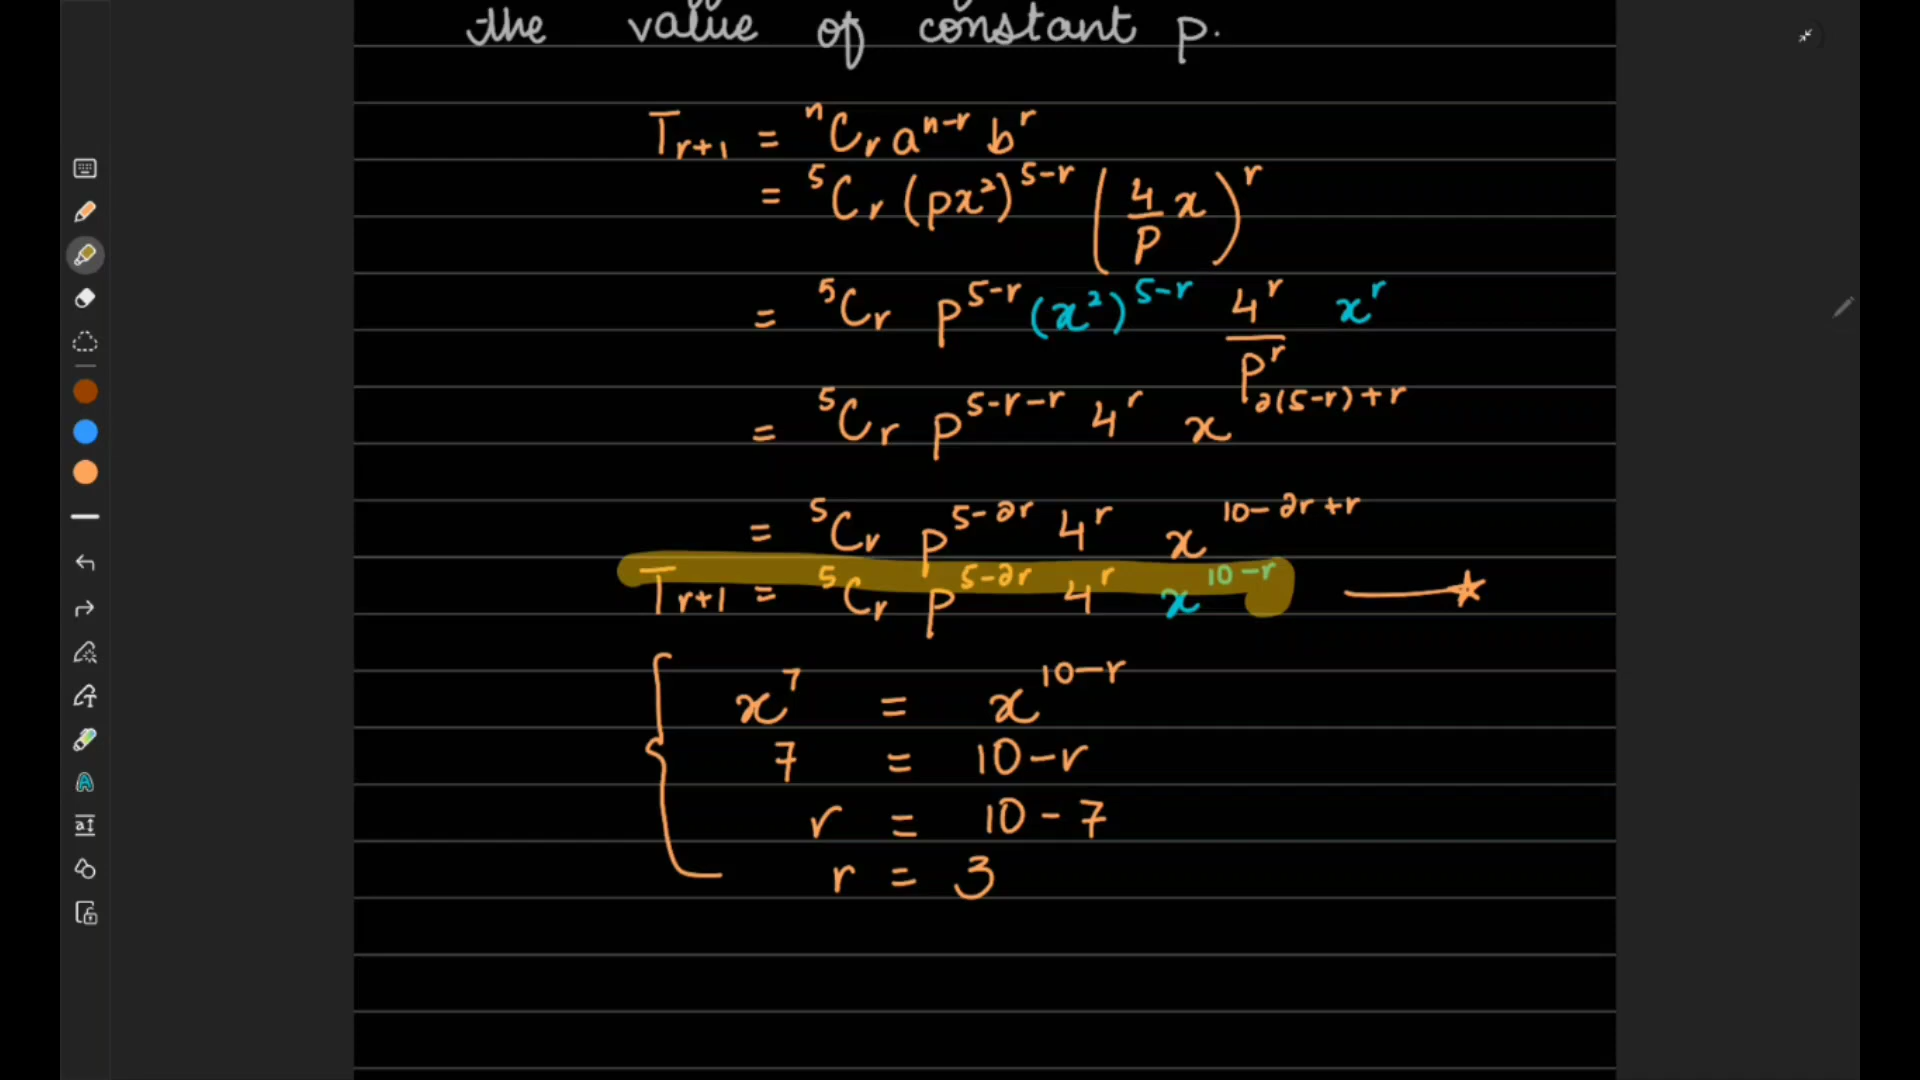 the value of constant p.
T_{r+1} = ⁿC_r a^{n-r} b^r
= ⁵C_r (px²)^{5-r} (4/p x)^r
= ⁵C_r p^{5-r} (x²)^{5-r} 4^r/p^r x^r
= ⁵C_r p^{5-r-r} 4^r x^{2(5-r)+r}
= ⁵C_r p^{5-2r} 4^r x^{10-2r+r}
T_{r+1} = ⁵C_r p^{5-2r} 4^r x^{10-r}
x⁷ = x^{10-r}
7 = 10-r
r = 10-7
r = 3